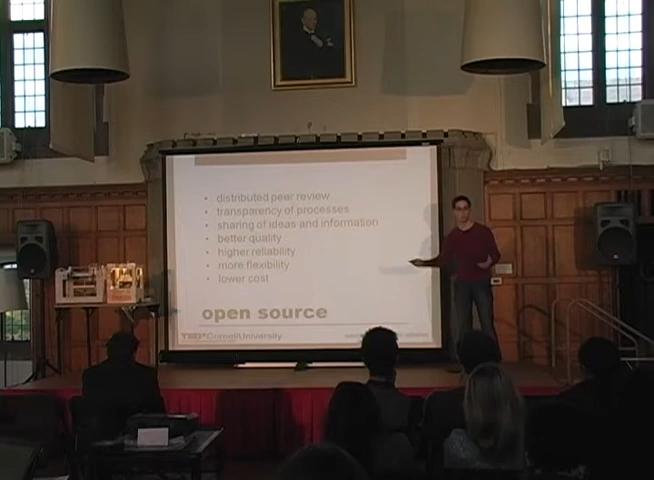 • distributed peer review
• transparency of processes
• sharing of ideas and information
• better quality
• higher reliability
• more flexibility
• lower cost
open source
TEDxCornellUniversity